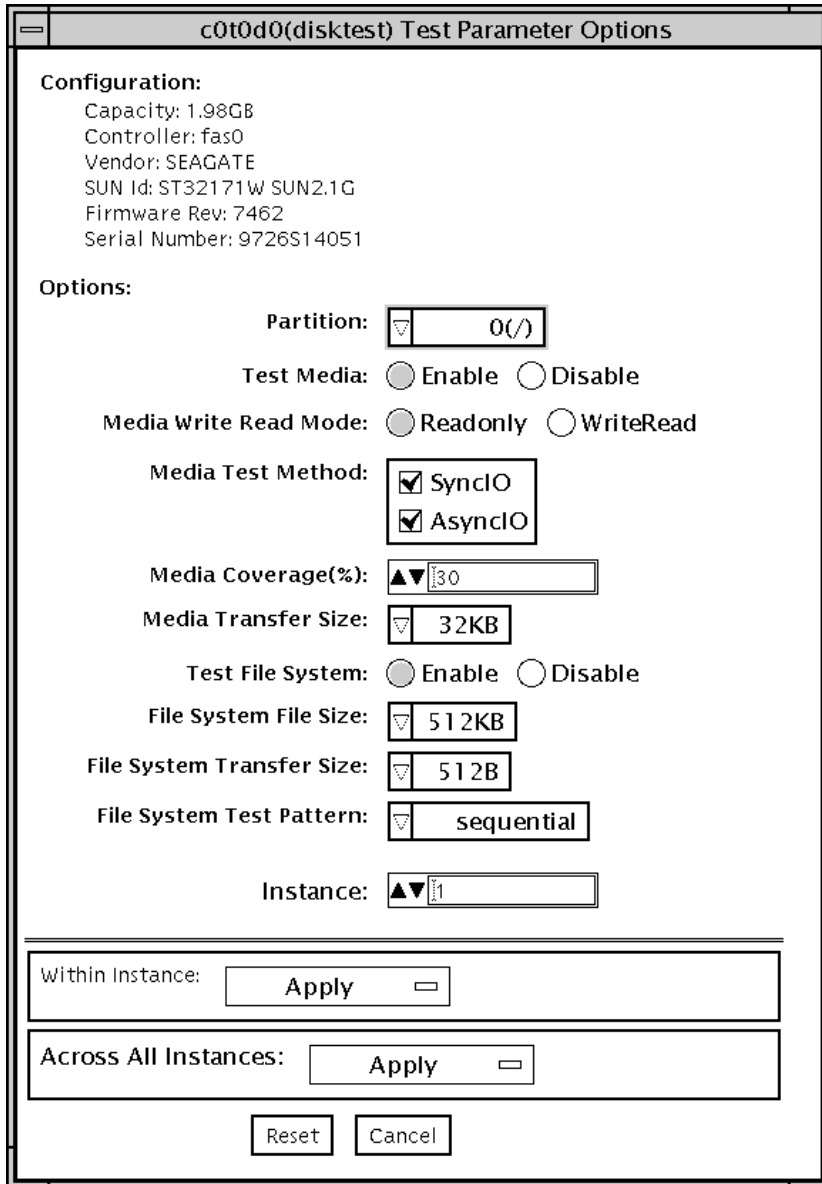 c0t0d0(disktest) Test Parameter Options
Configuration:
Capacity: 1.98GB
Controller: fas0
Vendor: SEAGATE
SUN Id: ST32171W SUN2.1G
Firmware Rev: 7462
Serial Number: 9726S14051
Options:
Partition: 0(/)
Test Media: Enable Disable
Media Write Read Mode: Readonly WriteRead
Media Test Method: SyncIO
AsyncIO
Media Coverage(%): 30
Media Transfer Size: 32KB
Test File System: Enable Disable
File System File Size: 512KB
File System Transfer Size: 512B
File System Test Pattern: sequential
Instance: 1
Within Instance: Apply
Across All Instances: Apply
Reset Cancel